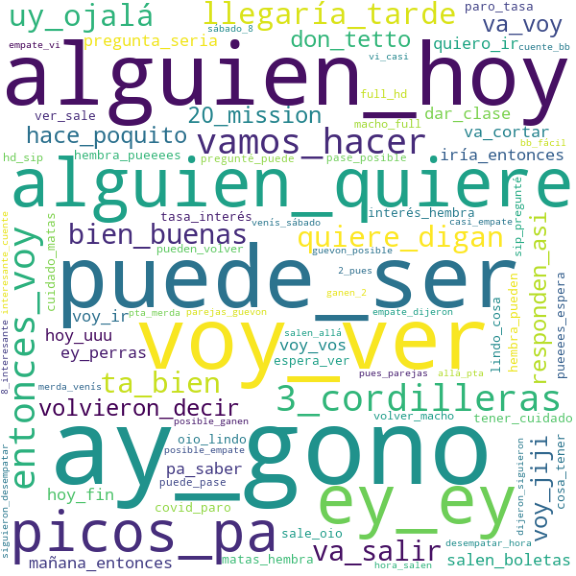 uy_ojalá
llegaría_tarde
paro_tasa
va_voy
empate_vi
pregunta_seria
sábado_8
don_tetto
quiero_ir
cuente_bb
vi_casi
alguien_hoy
full_hd
ver_sale
20_mission
macho_full
dar_clase
hace_poquito
vamos_hacer
va_cortar
bb_fácil
hd_sip
hembra_pueeees
pregunté_puede
pase_posible
iría_entonces
alguien_quiere
sip_pregunté
tasa_interés
venís_sábado
interés_hembra
casi_empate
interesante_cuente
cuidado_matas
entonces_voy
bien_buenas
quiere_digan
responden_asi
pueden_volver
guevon_posible
puede_ser
2_pues
ganen_2
pueeees_espera
hembra_pueden
lindo_cosa
voy_ir
pta_merda
parejas_guevon
empate_dijeron
voy_ver
hoy_uuu
salen_allá
voy_vos
ey_perras
espera_ver
pues_parejas
alla_pta
8_interesante
merda_venís
ta_bien
3_cordilleras
volvieron_decir
posible_ganen
volver_macho
tener_cuidado
ay_gono
oio_lindo
posible_empate
pa_saber
puede_pase
hoy_fin
covid_paro
ey_ey
siguieron_desempatar
dijeron_siguieron
voy_jiji
cosa_tener
picos_pa
sale_oio
va_salir
desempatar_hora
mañana_entonces
matas_hembra
hora_salen
salen_boletas